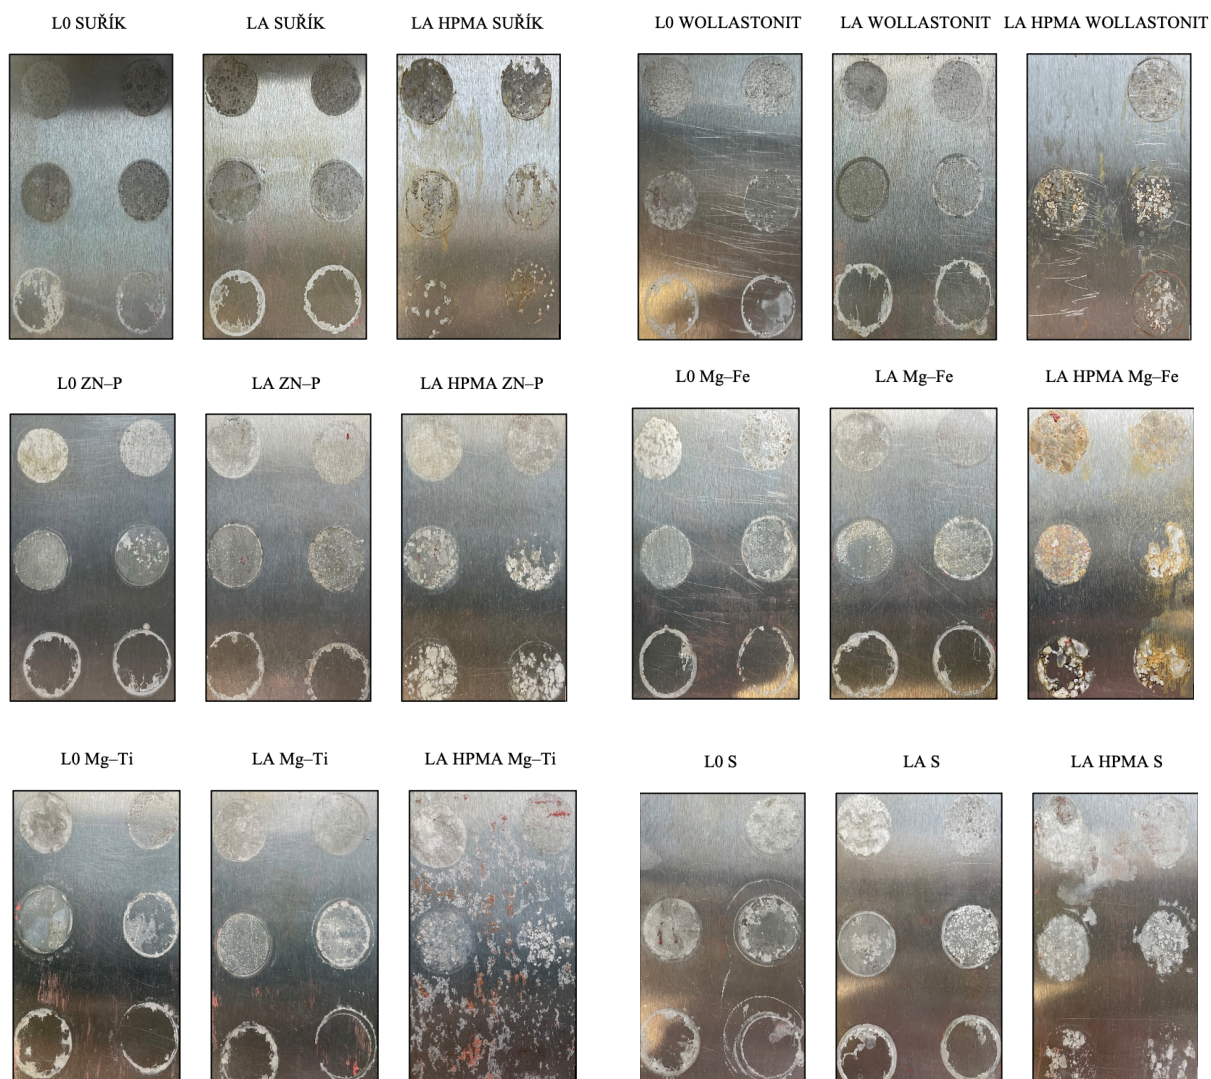 L0 SUŘÍK LA SUŘÍK LA HPMA SUŘÍK L0 WOLLASTONIT LA WOLLASTONIT LA HPMA WOLLASTONIT
L0 ZN–P LA ZN–P LA HPMA ZN–P L0 Mg–Fe LA Mg–Fe LA HPMA Mg–Fe
L0 Mg–Ti LA Mg–Ti LA HPMA Mg–Ti L0 S LA S LA HPMA S